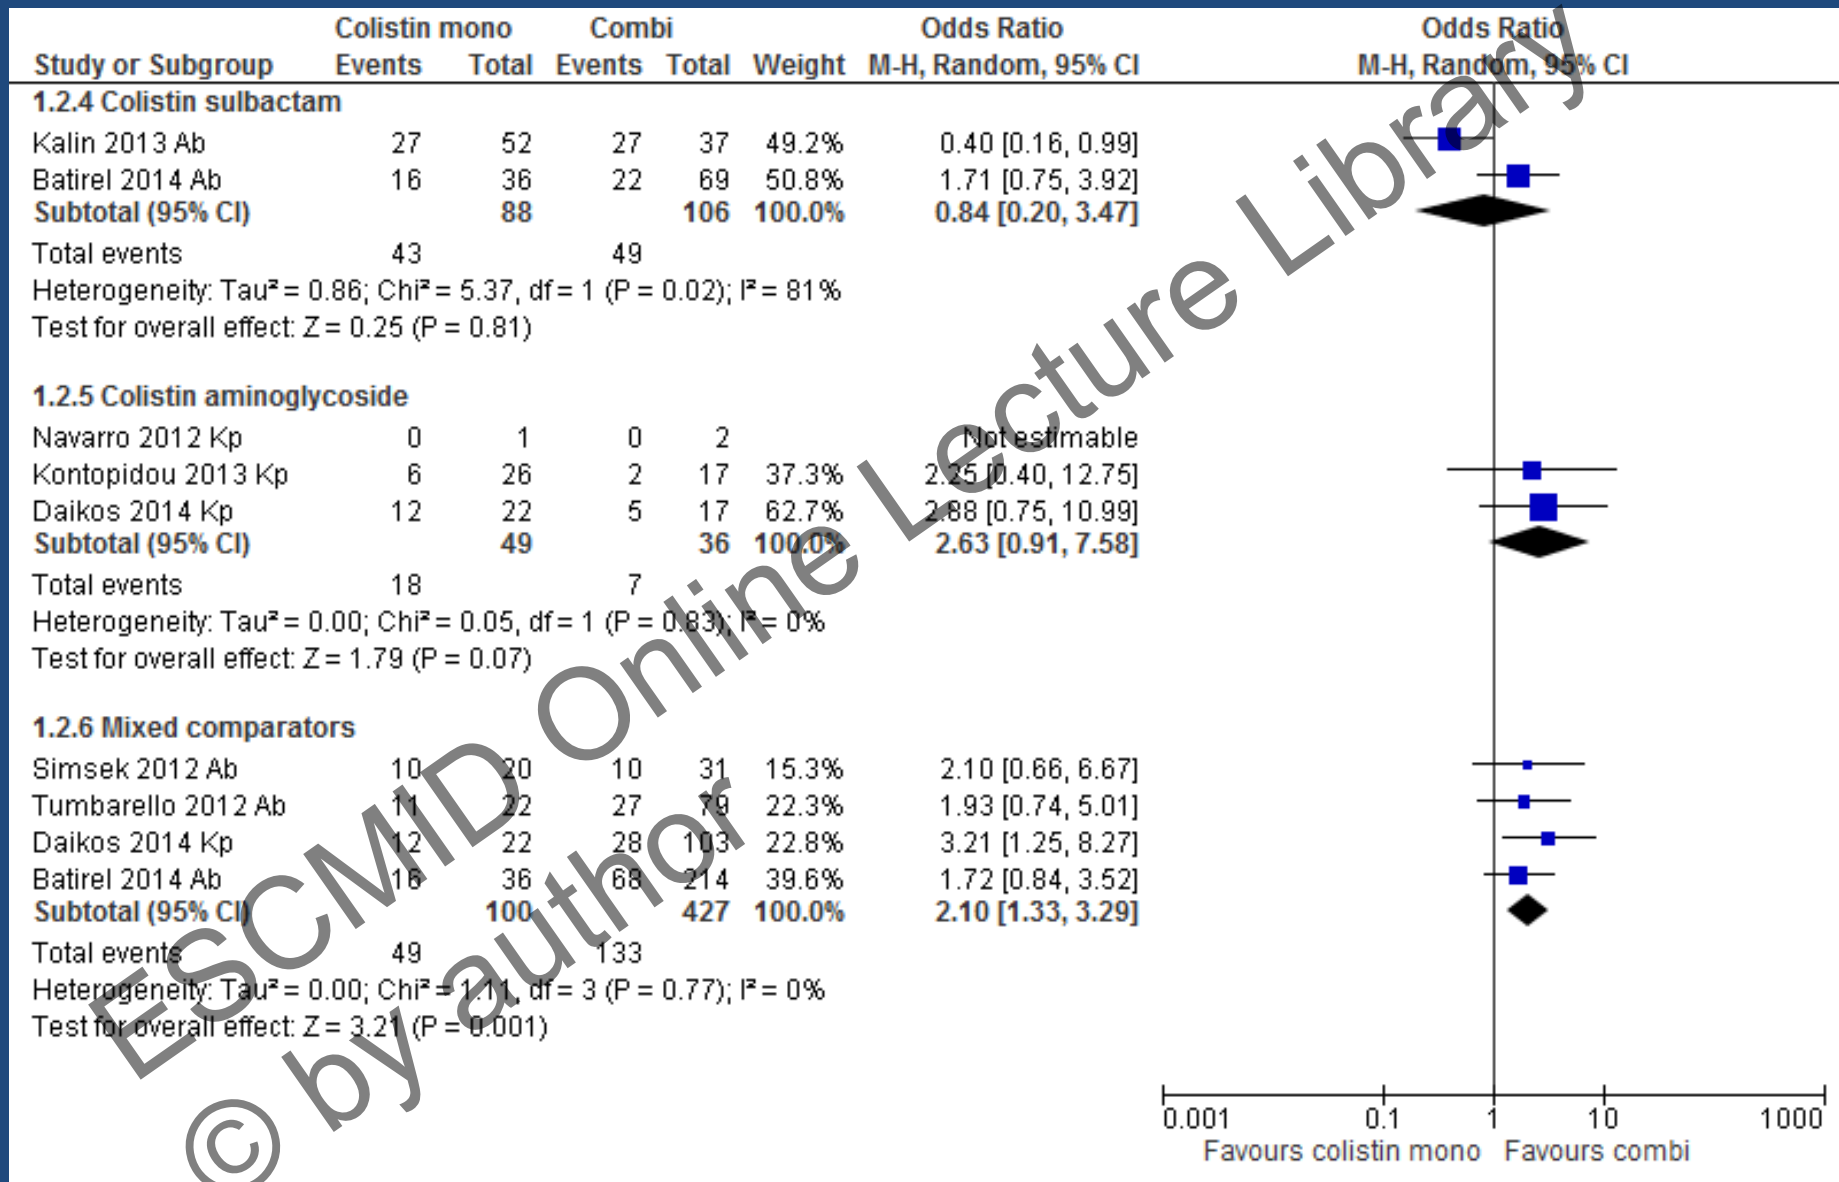 Colistin mono Combi Odds Ratio Odds Ratio
Study or Subgroup Events Total Events Total Weight M-H, Random, 95% CI M-H, Random, 95% CI
1.2.4 Colistin sulbactam
Kalin 2013 Ab 27 52 27 37 49.2% 0.40 [0.16, 0.99]
Batirel 2014 Ab 16 36 22 69 50.8% 1.71 [0.75, 3.92]
Subtotal (95% CI) 88 106 100.0% 0.84 [0.20, 3.47]
Total events 43 49
Heterogeneity: Tau² = 0.86; Chi² = 5.37, df = 1 (P = 0.02); I² = 81%
Test for overall effect: Z = 0.25 (P = 0.81)
1.2.5 Colistin aminoglycoside
Navarro 2012 Kp 0 1 0 2 Not estimable
Kontopidou 2013 Kp 6 26 2 17 37.3% 2.25 [0.40, 12.75]
Daikos 2014 Kp 12 22 5 17 62.7% 2.88 [0.75, 10.99]
Subtotal (95% CI) 49 36 100.0% 2.63 [0.91, 7.58]
Total events 18 7
Heterogeneity: Tau² = 0.00; Chi² = 0.05, df = 1 (P = 0.83); I² = 0%
Test for overall effect: Z = 1.79 (P = 0.07)
1.2.6 Mixed comparators
Simsek 2012 Ab 10 20 10 31 15.3% 2.10 [0.66, 6.67]
Tumbarello 2012 Ab 11 22 27 79 22.3% 1.93 [0.74, 5.01]
Daikos 2014 Kp 12 22 28 103 22.8% 3.21 [1.25, 8.27]
Batirel 2014 Ab 16 36 68 214 39.6% 1.72 [0.84, 3.52]
Subtotal (95% CI) 100 427 100.0% 2.10 [1.33, 3.29]
Total events 49 133
Heterogeneity: Tau² = 0.00; Chi² = 1.11, df = 3 (P = 0.77); I² = 0%
Test for overall effect: Z = 3.21 (P = 0.001)
0.001 0.1 1 10 1000
Favours colistin mono Favours combi
ESCMID Online Lecture Library
© by author